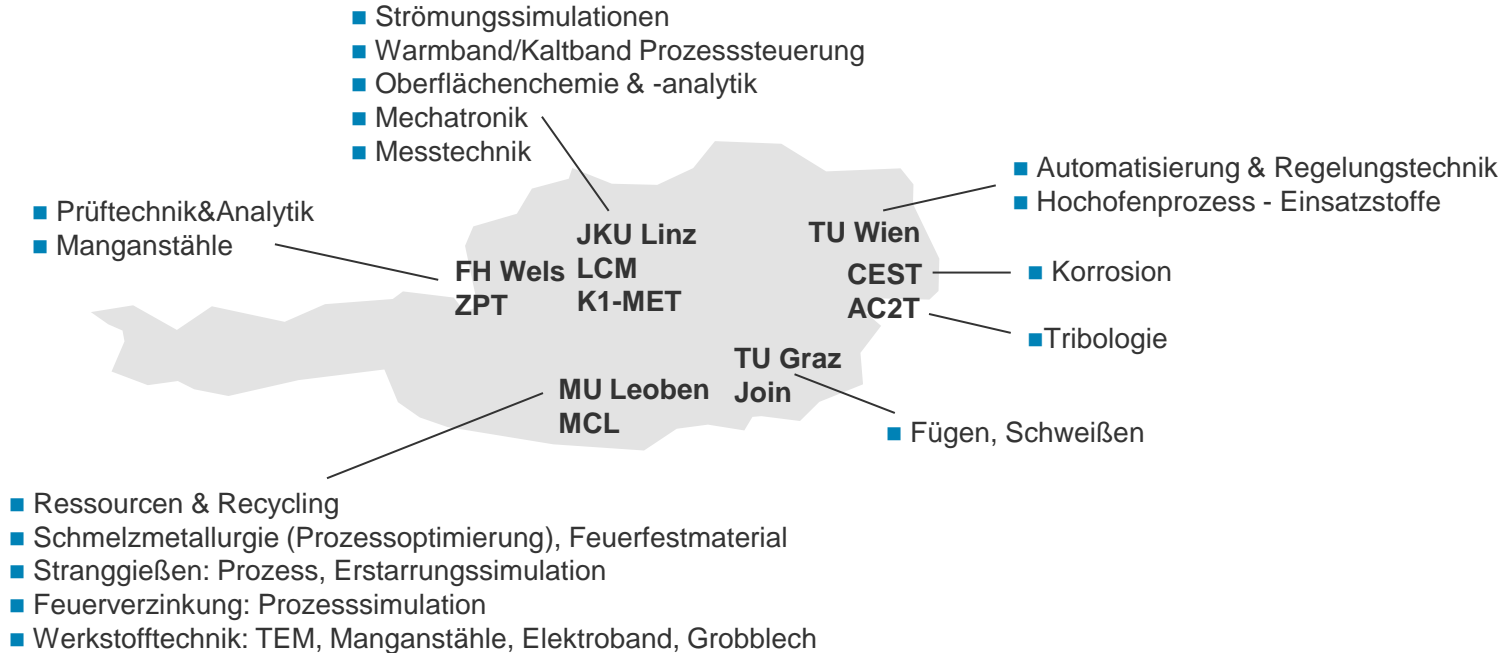 ■ Strömungssimulationen
■ Warmband/Kaltband Prozesssteuerung
■ Oberflächenchemie & -analytik
■ Mechatronik
■ Messtechnik
■ Automatisierung & Regelungstechnik
■ Hochofenprozess - Einsatzstoffe
■ Prüftechnik&Analytik
■ Manganstähle
JKU Linz
LCM
K1-MET
TU Wien
FH Wels
ZPT
CEST
AC2T
■ Korrosion
■Tribologie
TU Graz
Join
MU Leoben
MCL
■ Fügen, Schweißen
■ Ressourcen & Recycling
■ Schmelzmetallurgie (Prozessoptimierung), Feuerfestmaterial
■ Stranggießen: Prozess, Erstarrungssimulation
■ Feuerverzinkung: Prozesssimulation
■ Werkstofftechnik: TEM, Manganstähle, Elektroband, Grobblech